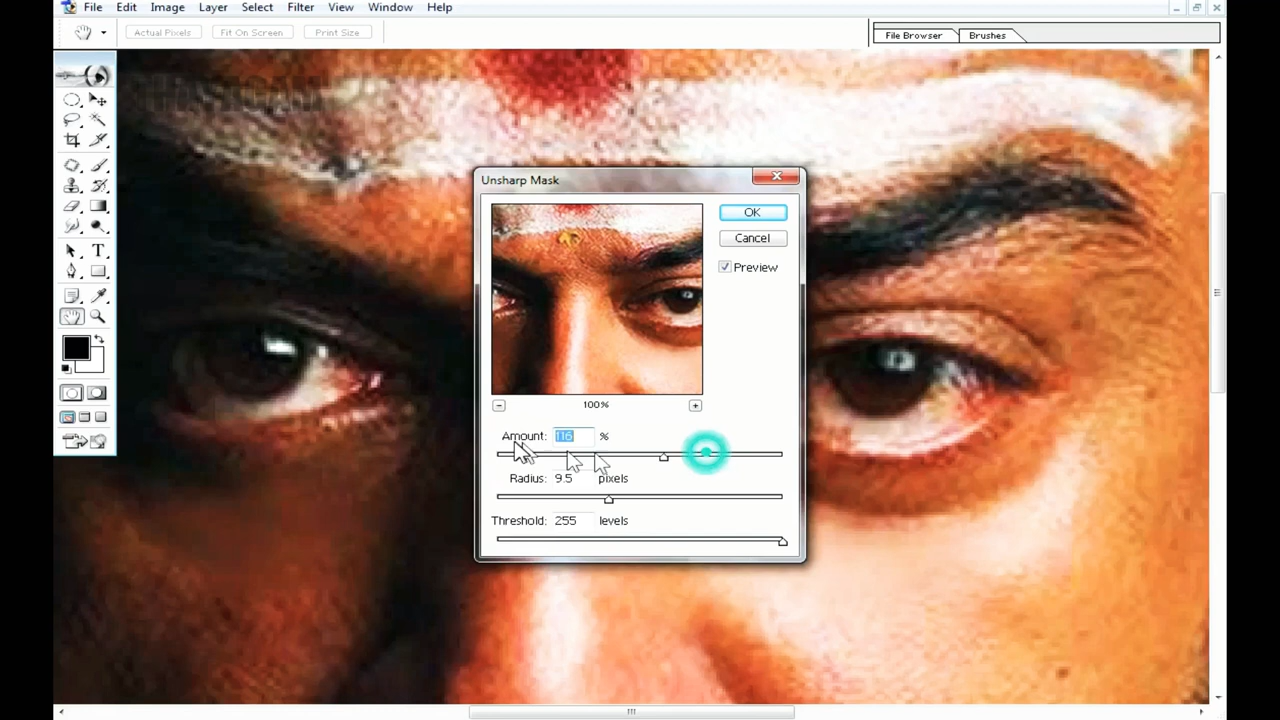 File Edit Image Layer Select Filter View Window Help
Actual Pixels Fit On Screen Print Size
File Browser Brushes
Unsharp Mask
OK
Cancel
Preview
100%
Amount: 116 %
Radius: 9.5 pixels
Threshold: 255 levels
T